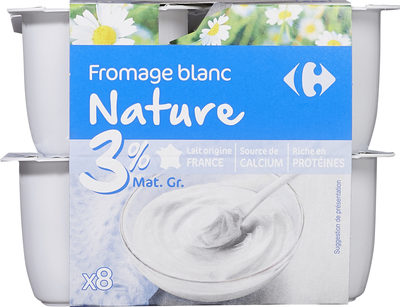 Fromage blanc
Nature
3%
Mat. Gr.
Lait origine
FRANCE
Source de
CALCIUM
Riche en
PROTÉINES
Suggestion de présentation
x8